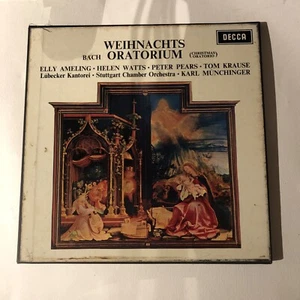 DECCA
WEIHNACHTS
BACH ORATORIUM (CHRISTMAS ORATORIO)
ELLY AMELING · HELEN WATTS · PETER PEARS · TOM KRAUSE
Lübecker Kantorei · Stuttgart Chamber Orchestra · KARL MUNCHINGER